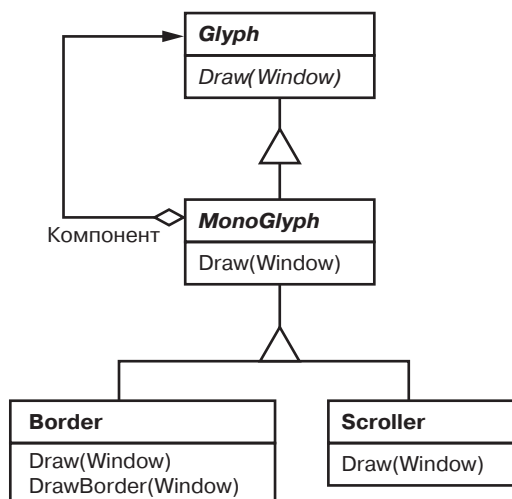 Glyph
Draw(Window)
MonoGlyph
Компонент
Draw(Window)
Border
Draw(Window)
DrawBorder(Window)
Scroller
Draw(Window)